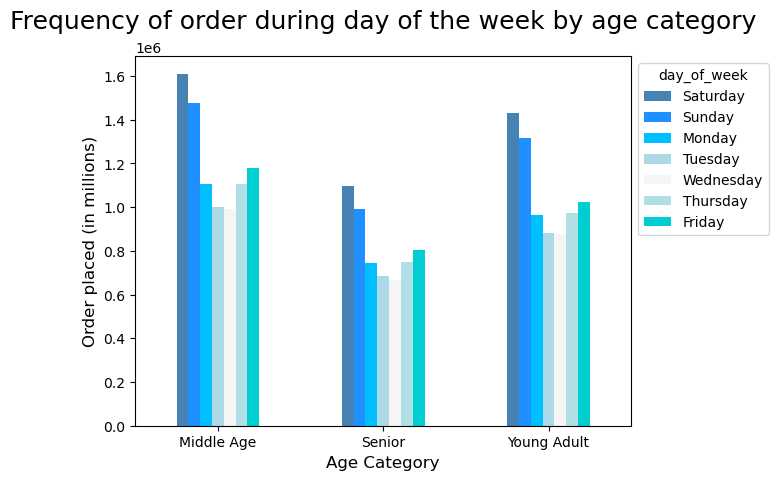 Frequency of order during day of the week by age category
1e6
Order placed (in millions)
1.6
1.4
1.2
1.0
0.8
0.6
0.4
0.2
0.0
Middle Age
Senior
Young Adult
Age Category
day_of_week
Saturday
Sunday
Monday
Tuesday
Wednesday
Thursday
Friday